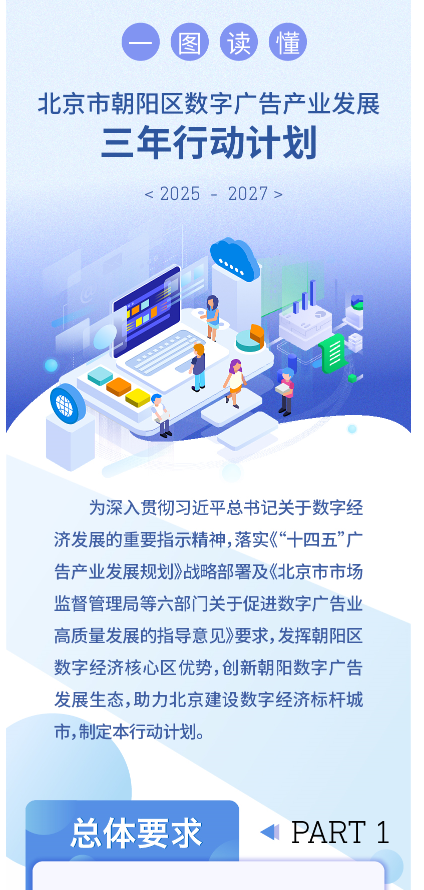 一图读懂
北京市朝阳区数字广告产业发展
三年行动计划
< 2025 - 2027 >
为深入贯彻习近平总书记关于数字经
济发展的重要指示精神,落实《“十四五”广
告产业发展规划》战略部署及《北京市市场
监督管理局等六部门关于促进数字广告业
高质量发展的指导意见》要求,发挥朝阳区
数字经济核心区优势,创新朝阳数字广告
发展生态,助力北京建设数字经济标杆城
市,制定本行动计划。
总体要求 PART 1